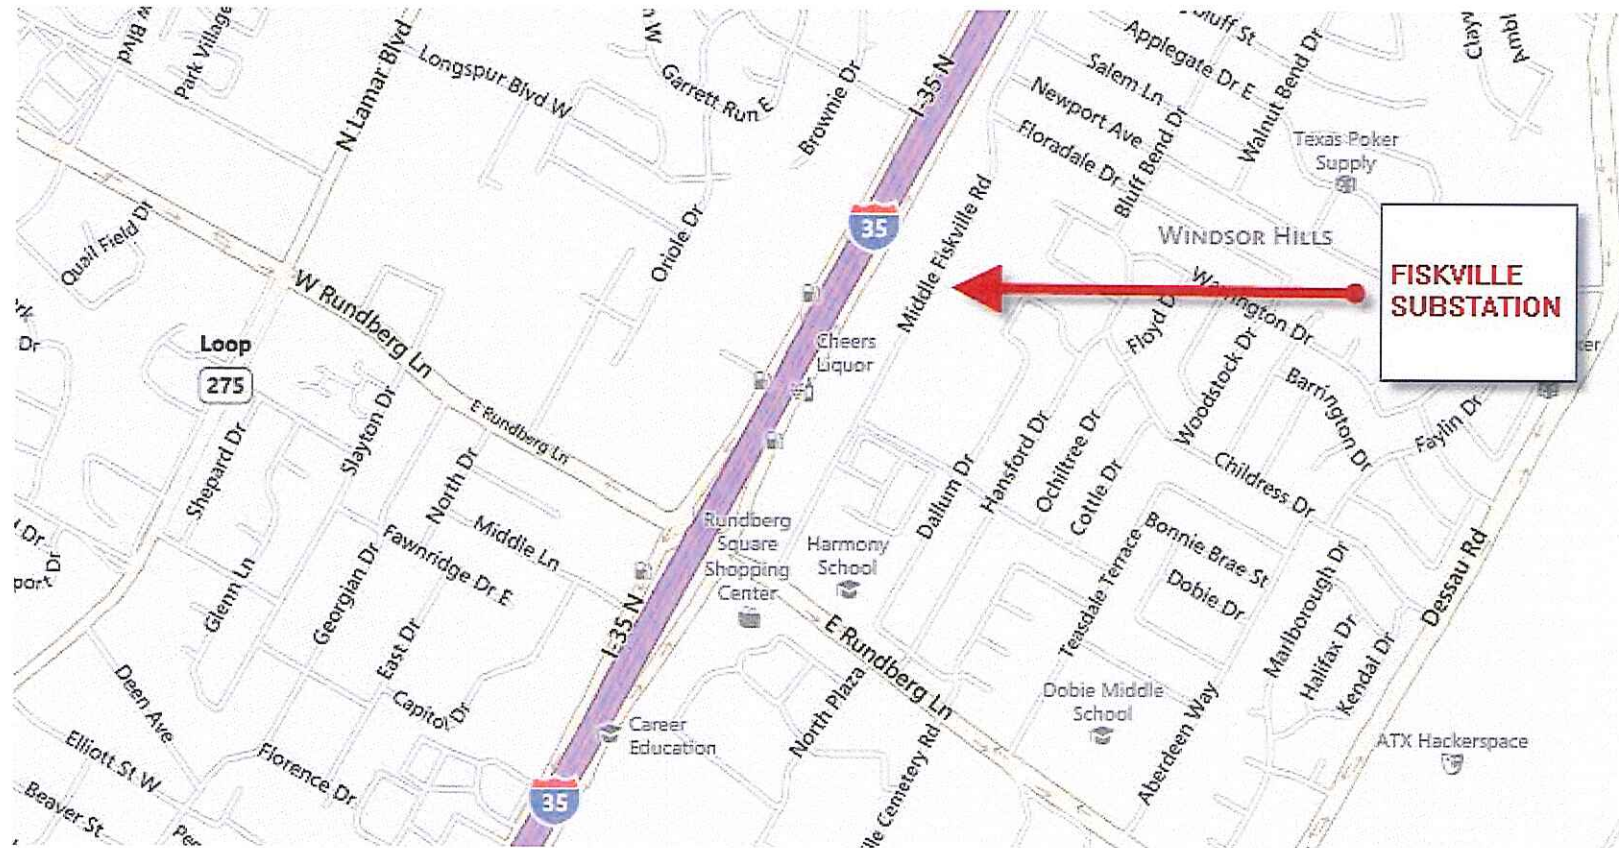 Park Village
N Lamar Blvd
Longspur Blvd W
Garrett Run E
Brownie Dr
I-35 N
Bluff St
Applegate Dr E
Salem Ln
Newport Ave
Floradale Dr
Bluff Bend Dr
Walnut Bend Dr
Texas Poker
Supply
Quail Field Dr
Oriole Dr
35
Middle Fiskville Rd
WINDSOR HILLS
FISKVILLE
SUBSTATION
W Rundberg Ln
Warrington Dr
Floyd D
Woodstock Dr
Barrington Dr
Faylin Dr
Dr
Loop
275
Cheers
Liquor
E Rundberg Ln
Slayton Dr
Shepard Dr
North Dr
Middle Ln
Fawnridge Dr E
Georgian Dr
Glenn Ln
East Dr
Capitol Dr
Rundberg
Square
Shopping
Center
Harmony
School
Dallum Dr
Hansford Dr
Ochiltree Dr
Cottle Dr
Childress Dr
Bonnie Brae St
Dobie Dr
Teasdale Terrace
Marlborough Dr
Halifax Dr
Kendal Dr
Dessau Rd
Dr
Dr
I-35 N
E Rundberg Ln
North Plaza
Dobie Middle
School
Aberdeen Way
ATX Hackerspace
Deen Ave
Elliott St W
Beaver St
Florence Dr
Career
Education
35
Cemetery Rd